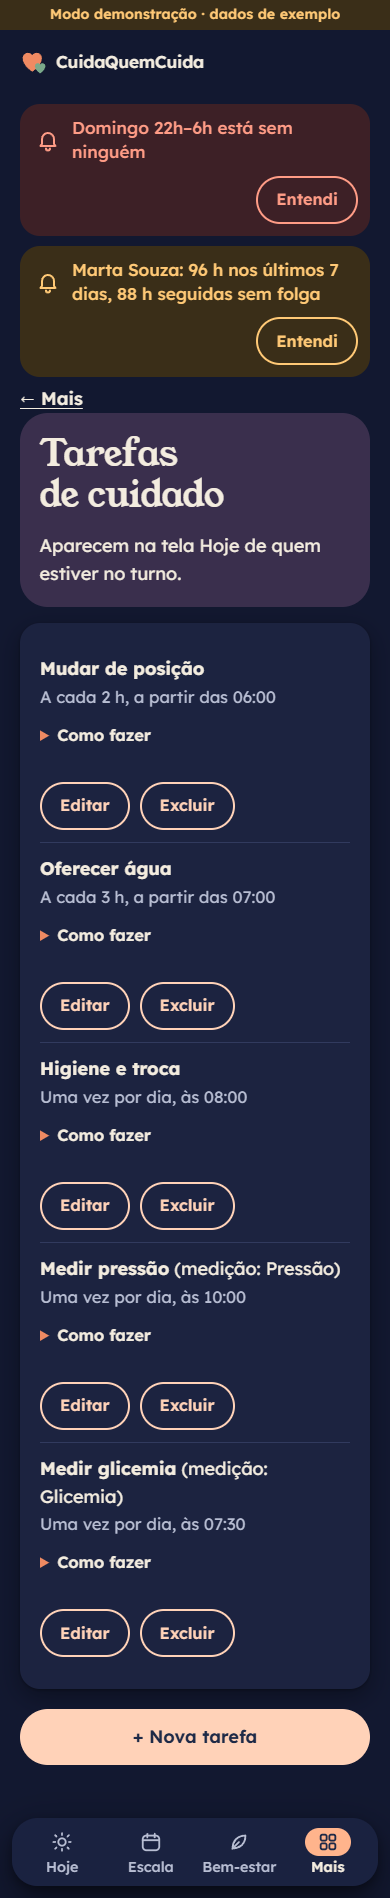 Modo demonstração · dados de exemplo
CuidaQuemCuida
Domingo 22h–6h está sem
ninguém
Entendi
Marta Souza: 96 h nos últimos 7
dias, 88 h seguidas sem folga
Entendi
← Mais
Tarefas
de cuidado
Aparecem na tela Hoje de quem
estiver no turno.
Mudar de posição
A cada 2 h, a partir das 06:00
▶ Como fazer
Editar Excluir
Oferecer água
A cada 3 h, a partir das 07:00
▶ Como fazer
Editar Excluir
Higiene e troca
Uma vez por dia, às 08:00
▶ Como fazer
Editar Excluir
Medir pressão (medição: Pressão)
Uma vez por dia, às 10:00
▶ Como fazer
Editar Excluir
Medir glicemia (medição:
Glicemia)
Uma vez por dia, às 07:30
▶ Como fazer
Editar Excluir
+ Nova tarefa
Hoje Escala Bem-estar Mais